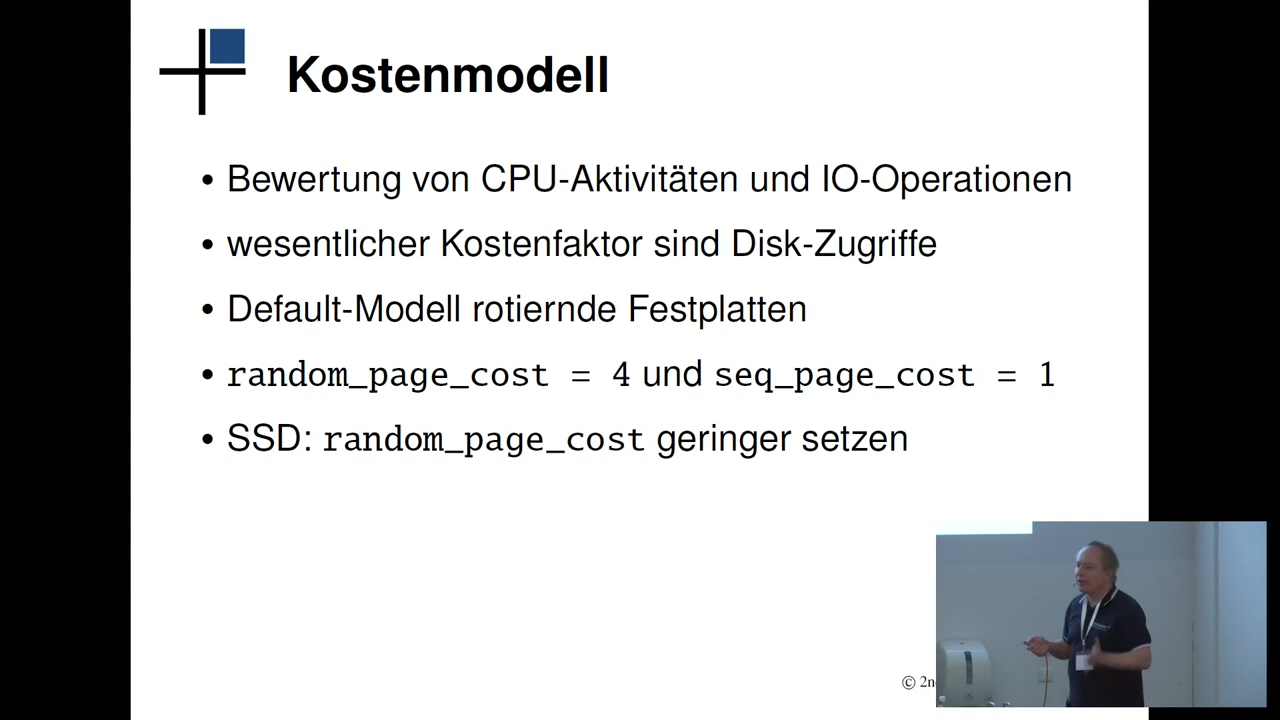 Kostenmodell
• Bewertung von CPU-Aktivitäten und IO-Operationen
• wesentlicher Kostenfaktor sind Disk-Zugriffe
• Default-Modell rotiernde Festplatten
• random_page_cost = 4 und seq_page_cost = 1
• SSD: random_page_cost geringer setzen
©